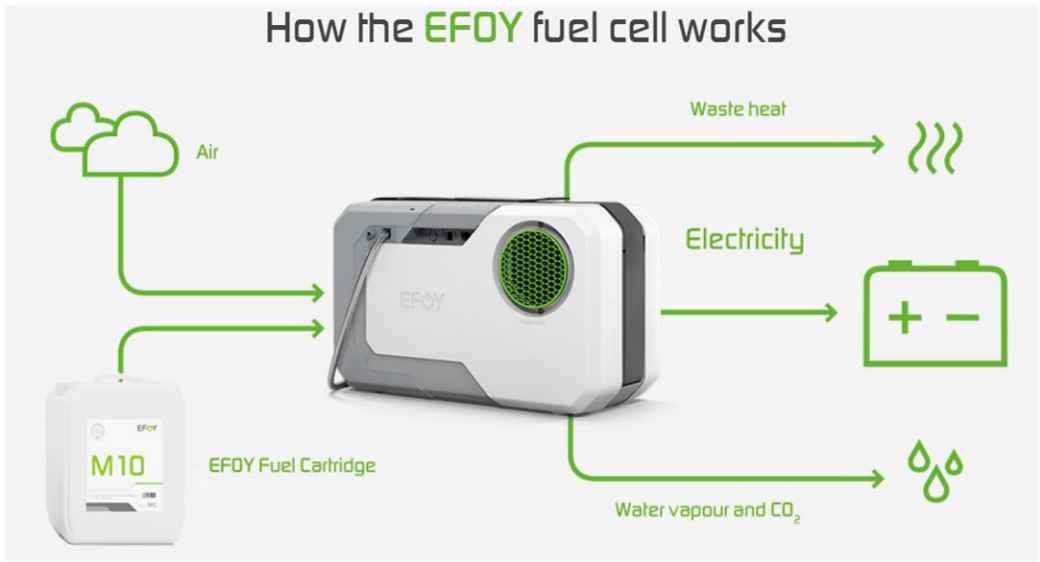 How the EFOY fuel cell works
Waste heat
Air
Electricity
EFOY
EFOY
M10
EFOY Fuel Cartridge
Water vapour and CO₂